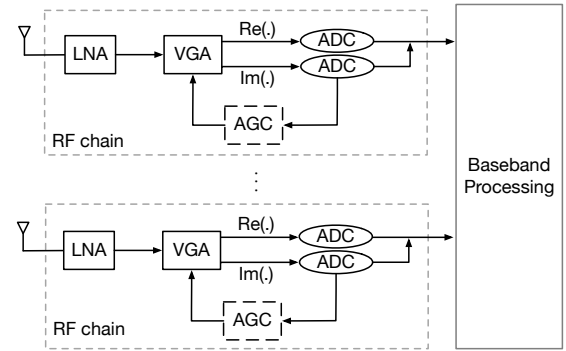 Re(.)
ADC
LNA
VGA
Im(.)
ADC
AGC
RF chain
Baseband
Processing
Re(.)
ADC
LNA
VGA
Im(.)
ADC
AGC
RF chain